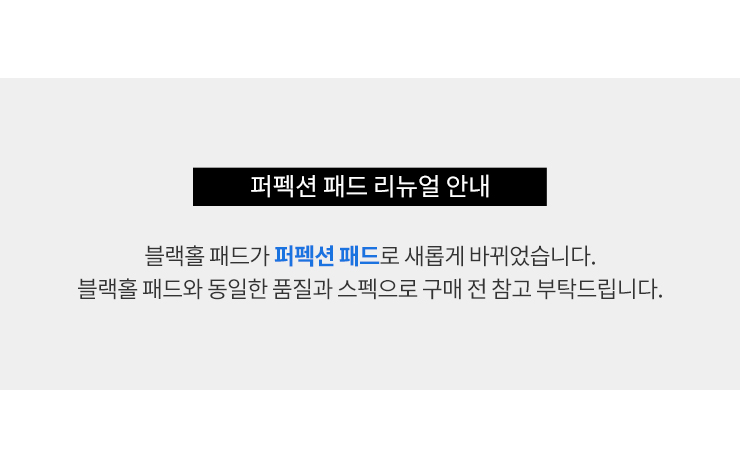 퍼펙션 패드 리뉴얼 안내
블랙홀 패드가 퍼펙션 패드로 새롭게 바뀌었습니다.
블랙홀 패드와 동일한 품질과 스펙으로 구매 전 참고 부탁드립니다.